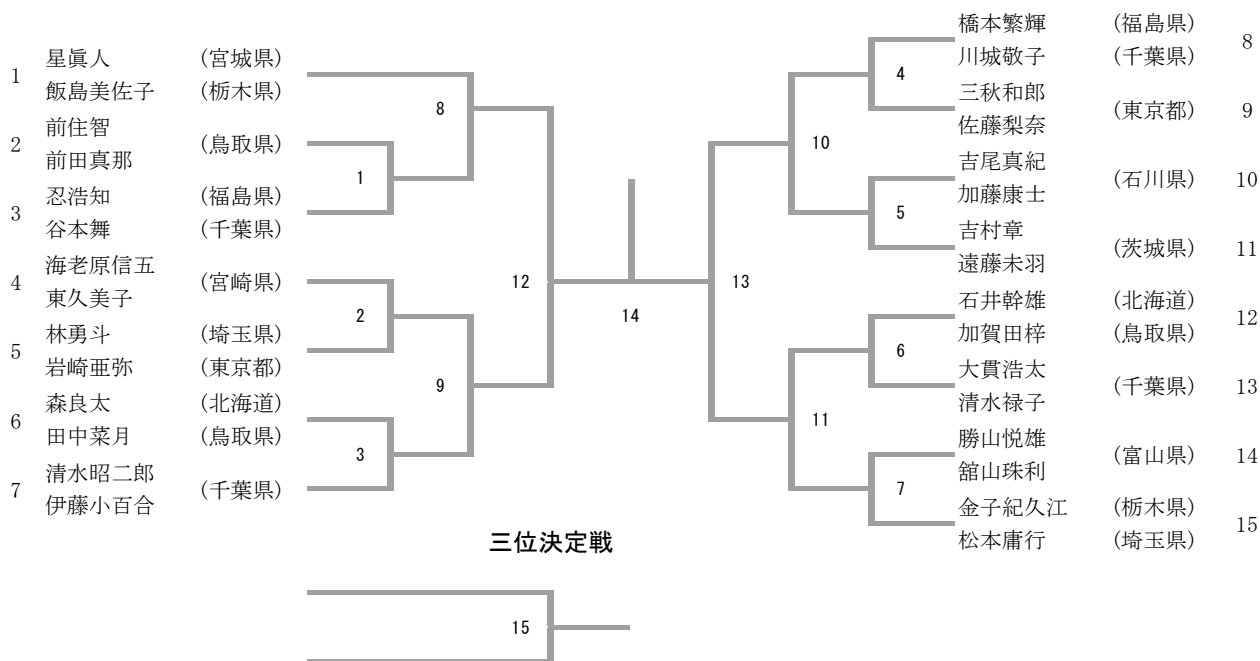 1 星眞人 (宮城県)
飯島美佐子 (栃木県)
2 前住智 (鳥取県)
前田真那
3 忍浩知 (福島県)
谷本舞 (千葉県)
4 海老原信五 (宮崎県)
東久美子
5 林勇斗 (埼玉県)
岩崎亜弥 (東京都)
6 森良太 (北海道)
田中菜月 (鳥取県)
7 清水昭二郎 (千葉県)
伊藤小百合
8
1
12
2
9
3
14
4
10
5
13
6
11
7
橋本繁輝 (福島県) 8
川城敬子 (千葉県)
三秋和郎 (東京都) 9
佐藤梨奈
吉尾真紀 (石川県) 10
加藤康士
吉村章 (茨城県) 11
遠藤未羽
石井幹雄 (北海道) 12
加賀田梓 (鳥取県)
大貫浩太 (千葉県) 13
清水禄子
勝山悦雄 (富山県) 14
舘山珠利
金子紀久江 (栃木県) 15
松本庸行 (埼玉県)
三位決定戦
15